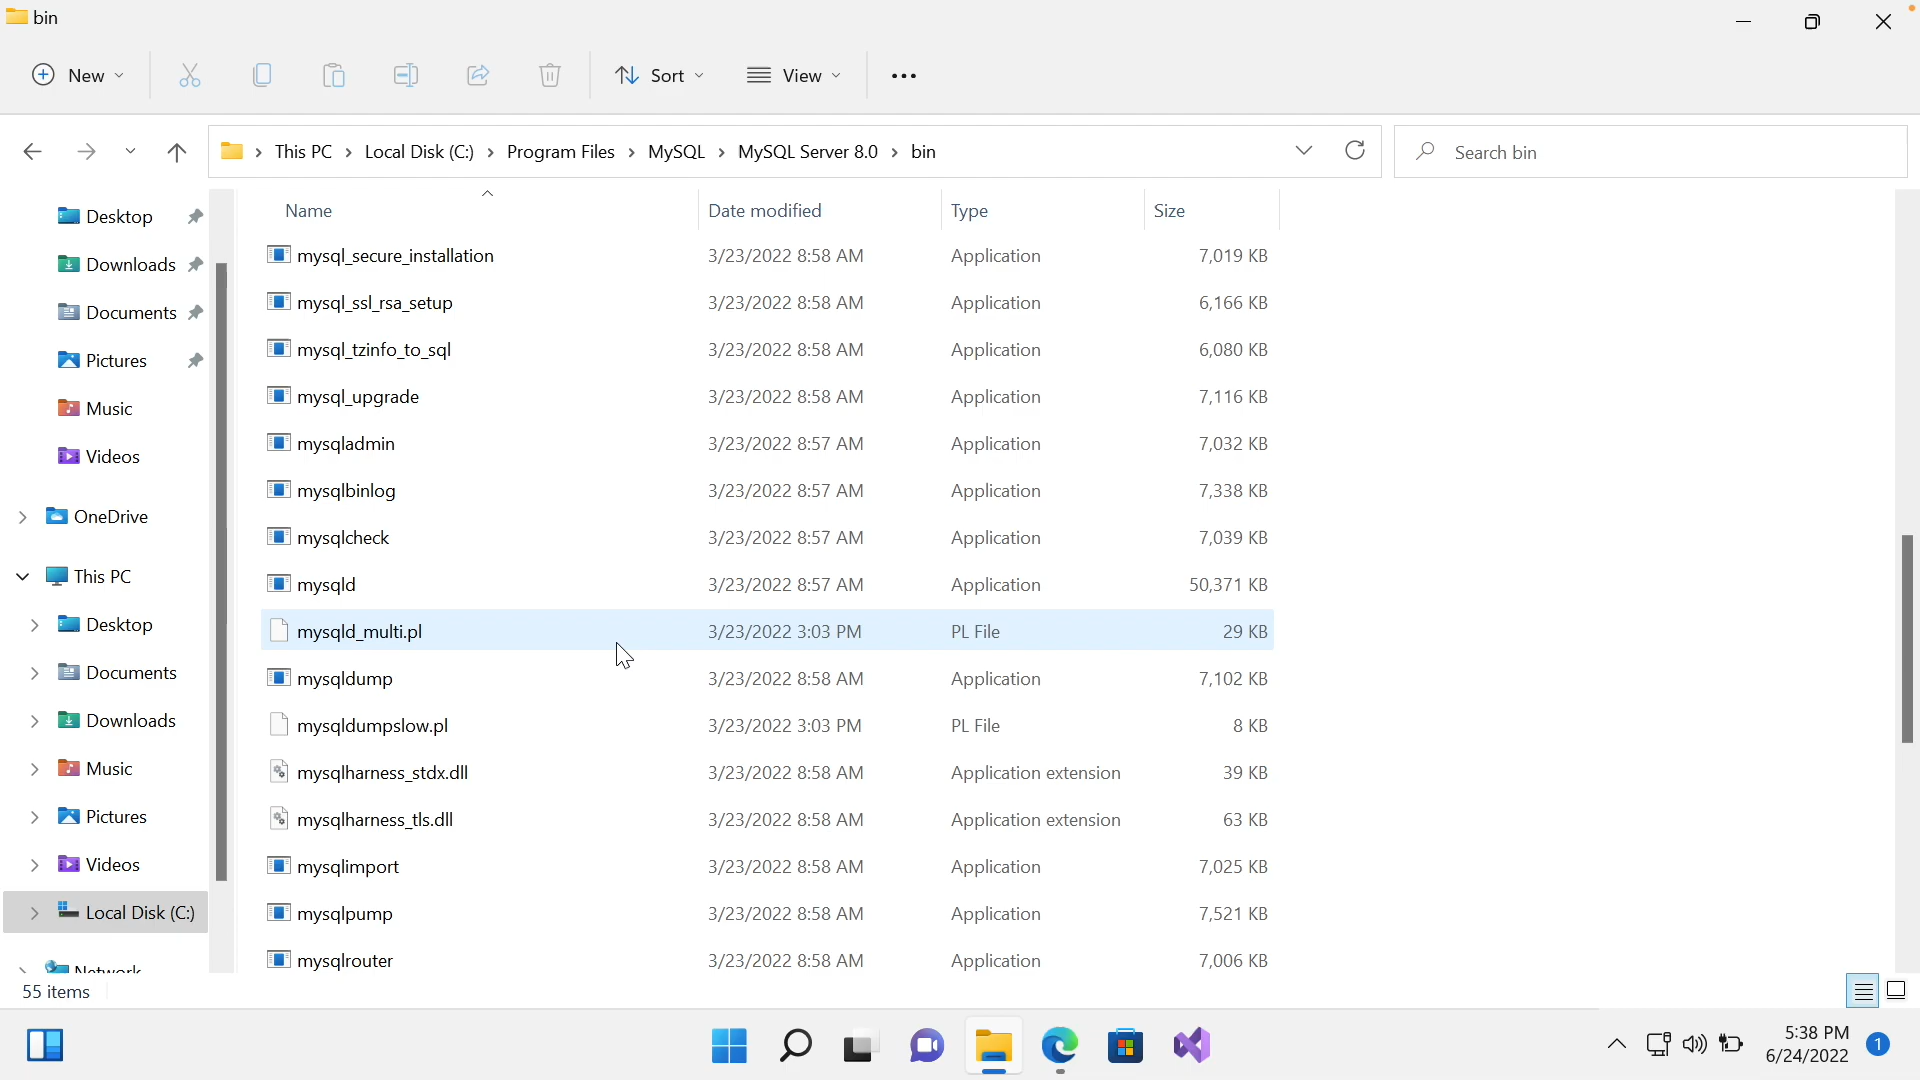 bin
New
Sort
View
This PC
Local Disk (C:)
Program Files
MySQL
MySQL Server 8.0
bin
Search bin
Desktop
Downloads
Documents
Pictures
Music
Videos
OneDrive
This PC
Desktop
Documents
Downloads
Music
Pictures
Videos
Local Disk (C:)
Network
Name Date modified Type Size
mysql_secure_installation 3/23/2022 8:58 AM Application 7,019 KB
mysql_ssl_rsa_setup 3/23/2022 8:58 AM Application 6,166 KB
mysql_tzinfo_to_sql 3/23/2022 8:58 AM Application 6,080 KB
mysql_upgrade 3/23/2022 8:58 AM Application 7,116 KB
mysqladmin 3/23/2022 8:57 AM Application 7,032 KB
mysqlbinlog 3/23/2022 8:57 AM Application 7,338 KB
mysqlcheck 3/23/2022 8:57 AM Application 7,039 KB
mysqld 3/23/2022 8:57 AM Application 50,371 KB
mysqld_multi.pl 3/23/2022 3:03 PM PL File 29 KB
mysqldump 3/23/2022 8:58 AM Application 7,102 KB
mysqldumpslow.pl 3/23/2022 3:03 PM PL File 8 KB
mysqlharness_stdx.dll 3/23/2022 8:58 AM Application extension 39 KB
mysqlharness_tls.dll 3/23/2022 8:58 AM Application extension 63 KB
mysqlimport 3/23/2022 8:58 AM Application 7,025 KB
mysqlpump 3/23/2022 8:58 AM Application 7,521 KB
mysqlrouter 3/23/2022 8:58 AM Application 7,006 KB
55 items
5:38 PM
6/24/2022
1